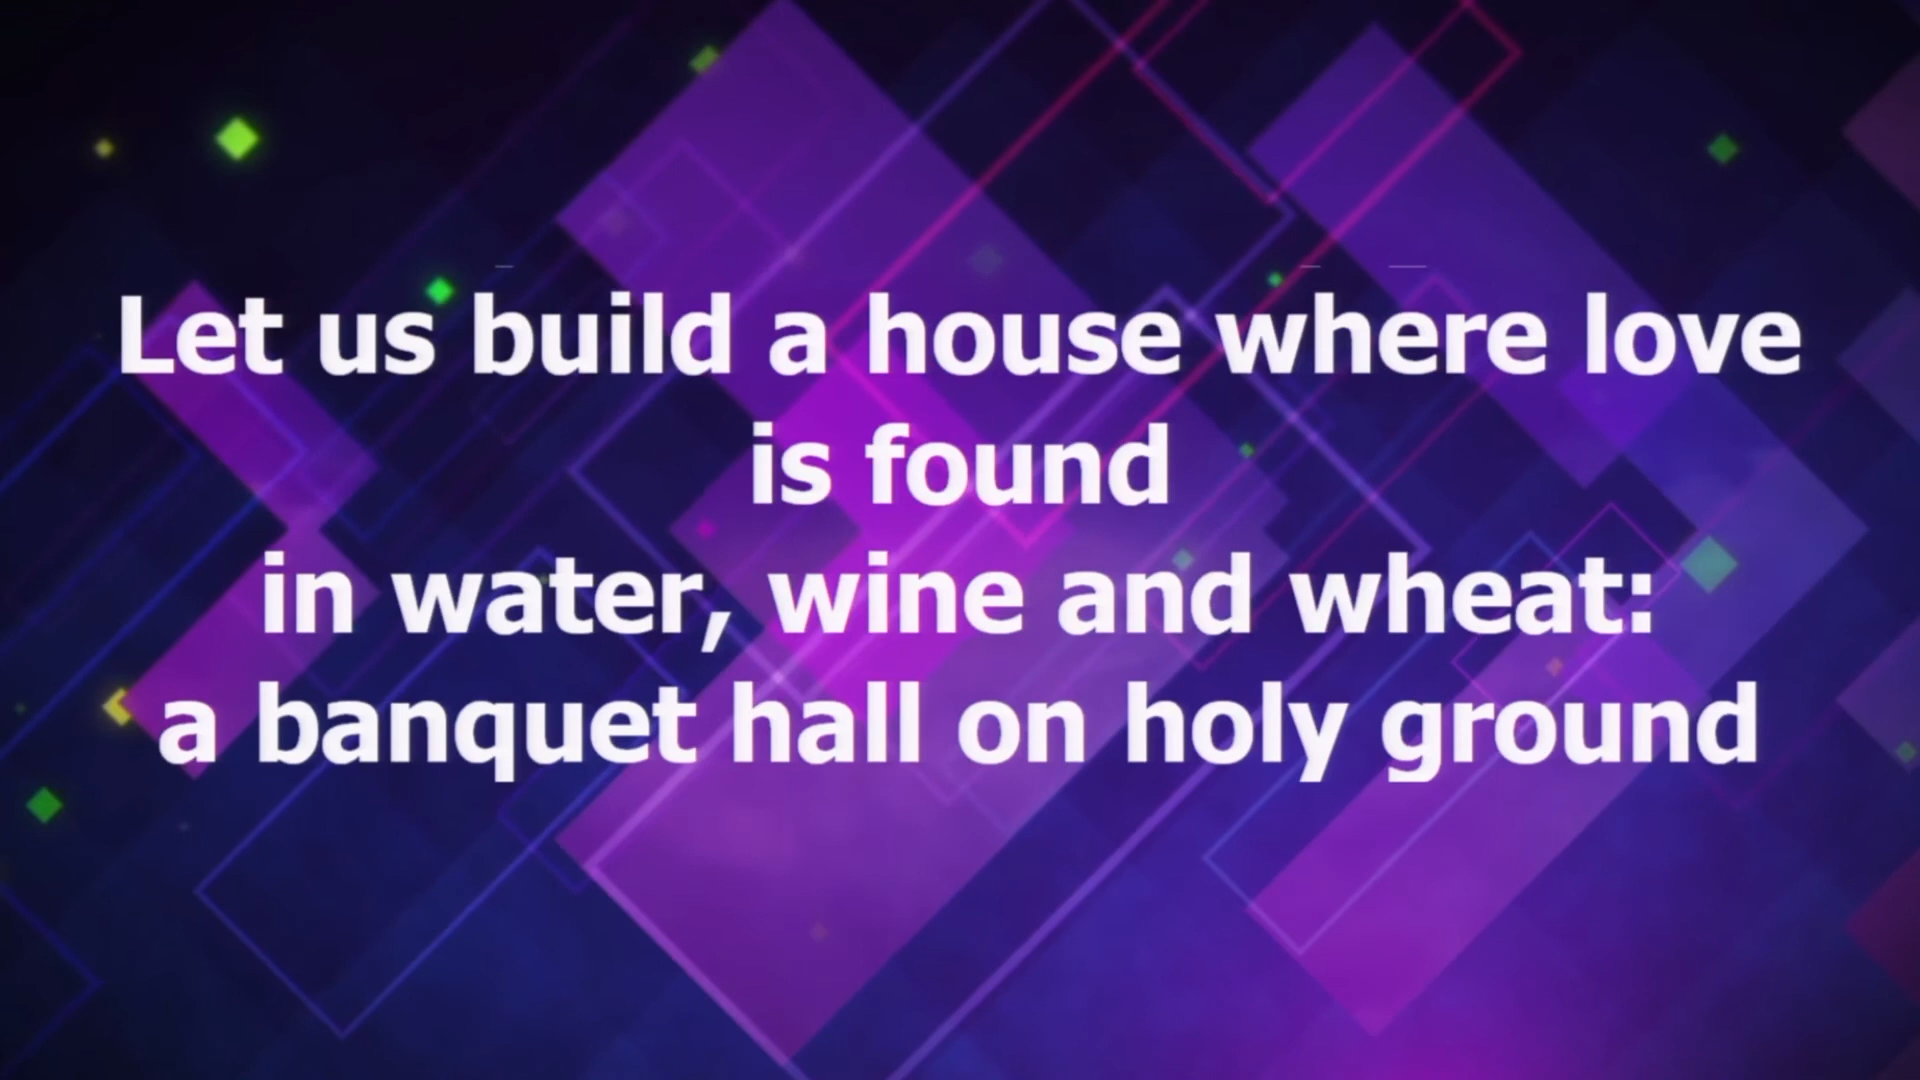 Let us build a house where love
is found
in water, wine and wheat:
a banquet hall on holy ground